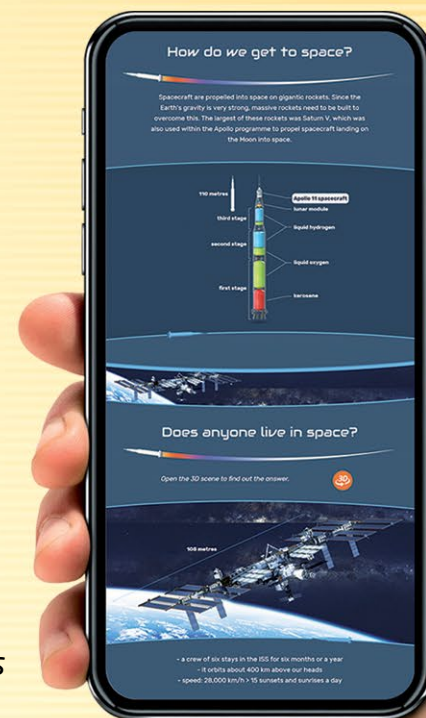 How do we get to space?
Spacecraft are propelled into space on gigantic rockets. Since the
Earth's gravity is very strong, massive rockets need to be built to
overcome this. The largest of these rockets was Saturn V, which was
also used within the Apollo programme to propel spacecraft landing on
the Moon into space.
110 metres
Apollo 11 spacecraft
lunar module
third stage
liquid hydrogen
second stage
liquid oxygen
first stage
kerosene
Does anyone live in space?
Open the 3D scene to find out the answer.
3D
108 metres
- a crew of six stays in the ISS for six months or a year
- it orbits about 400 km above our heads
- speed: 28,000 km/h > 15 sunsets and sunrises a day
s